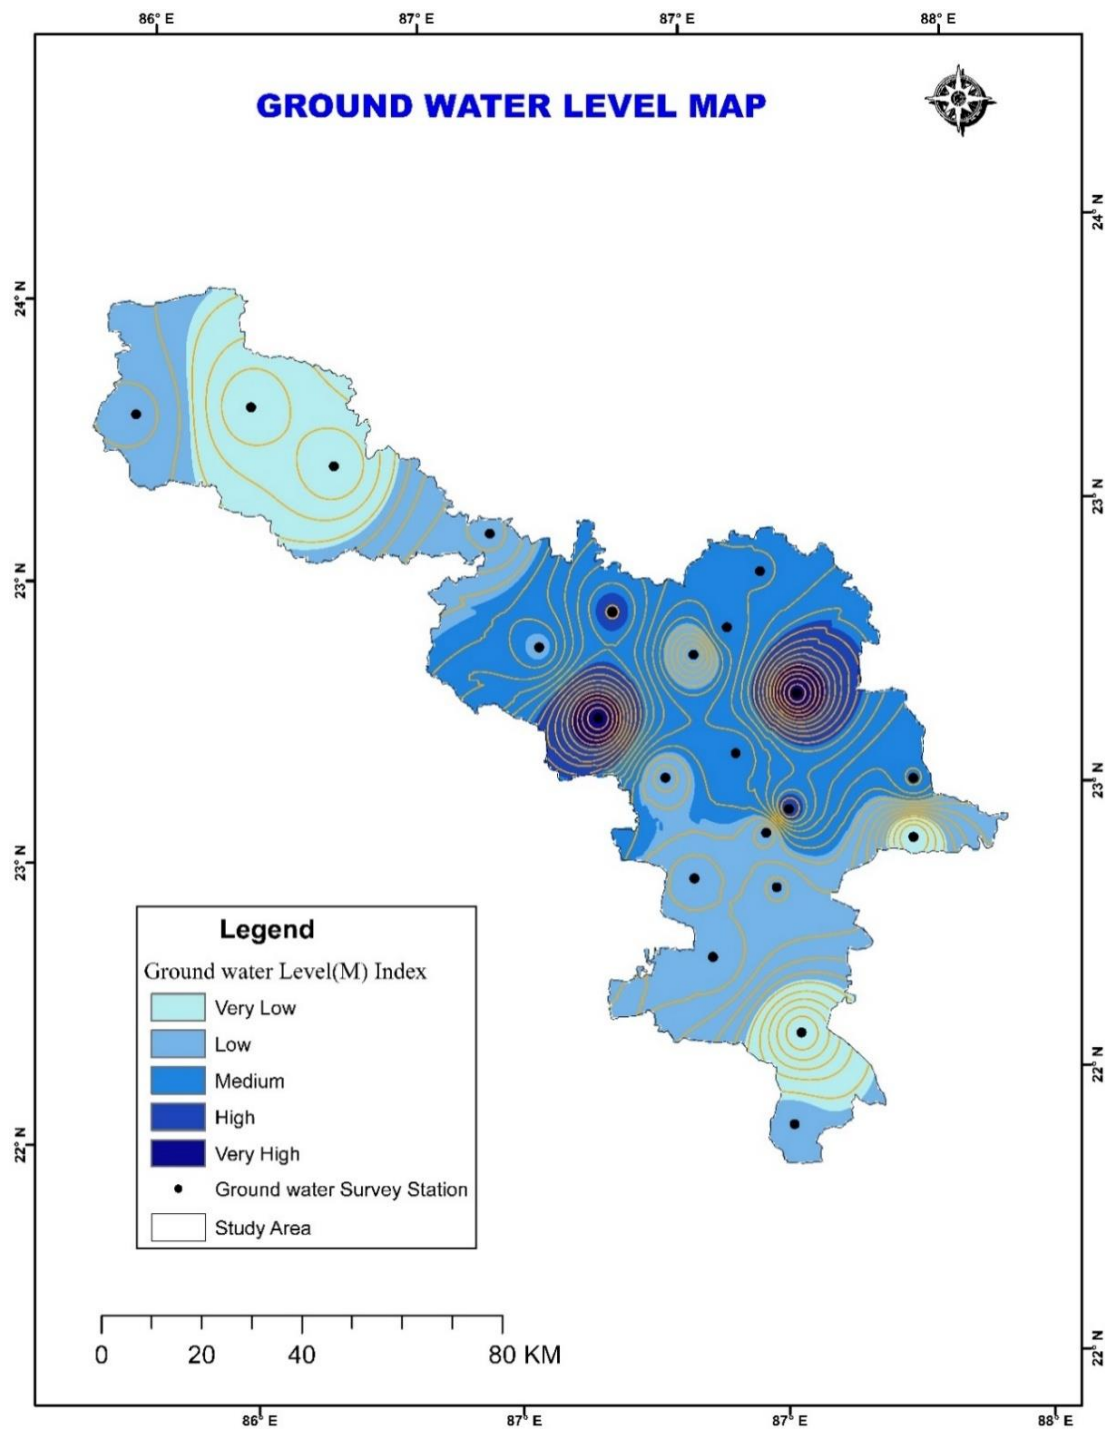 86° E 87° E 87° E 88° E
GROUND WATER LEVEL MAP
24° N
24° N
23° N
23° N
23° N
23° N
22° N
22° N
22° N
Legend
Ground water Level(M) Index
Very Low
Low
Medium
High
Very High
Ground water Survey Station
Study Area
0 20 40 80 KM
86° E 87° E 87° E 88° E